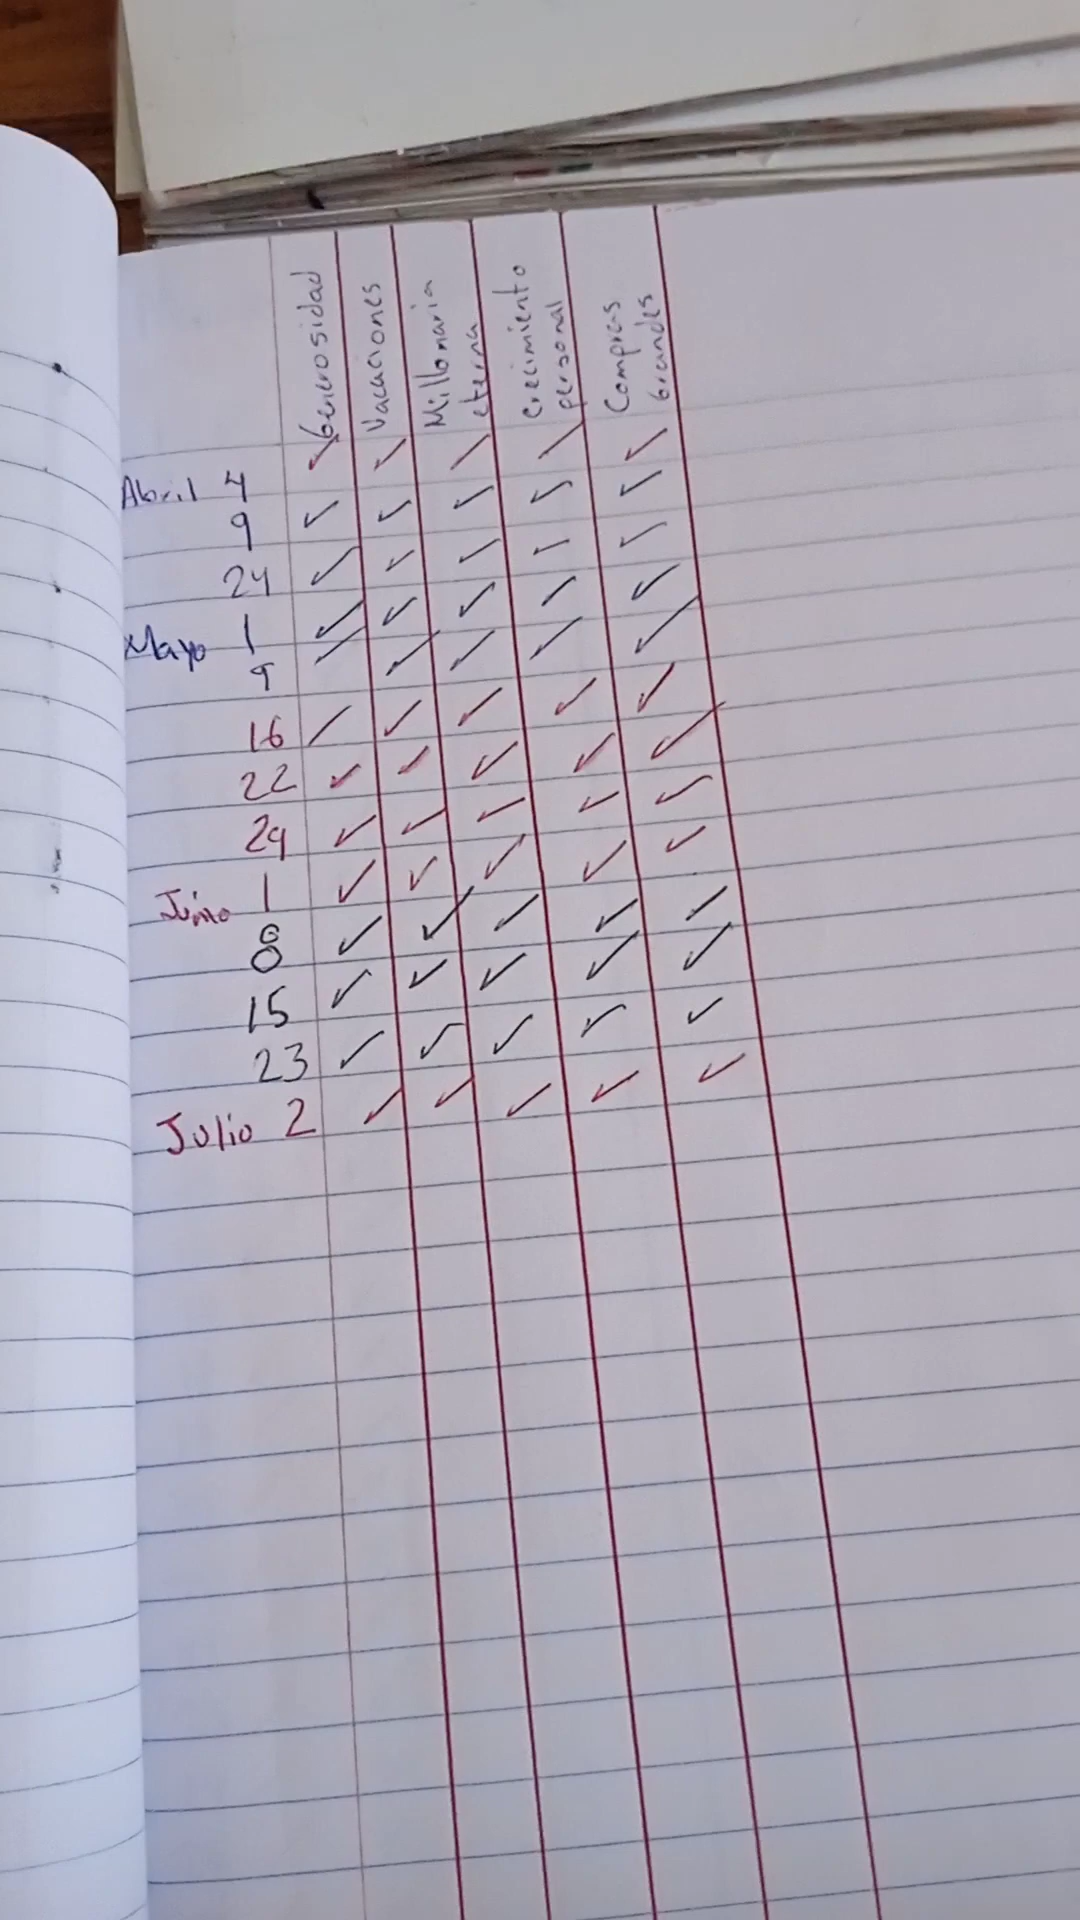 Generosidad
Vacaciones
Millonaria
eterna
Crecimiento
personal
Compras
Grandes
✓ ✓ ✓ ✓ ✓
Abril 4 ✓ ✓ ✓ ✓ ✓
9 ✓ ✓ ✓ ✓ ✓
24 ✓ ✓ ✓ ✓ ✓
Mayo 1 ✓ ✓ ✓ ✓ ✓
9 ✓ ✓ ✓ ✓ ✓
16 ✓ ✓ ✓ ✓ ✓
22 ✓ ✓ ✓ ✓ ✓
29 ✓ ✓ ✓ ✓ ✓
Junio 1 ✓ ✓ ✓ ✓ ✓
8 ✓ ✓ ✓ ✓ ✓
15 ✓ ✓ ✓ ✓ ✓
23 ✓ ✓ ✓ ✓ ✓
Julio 2